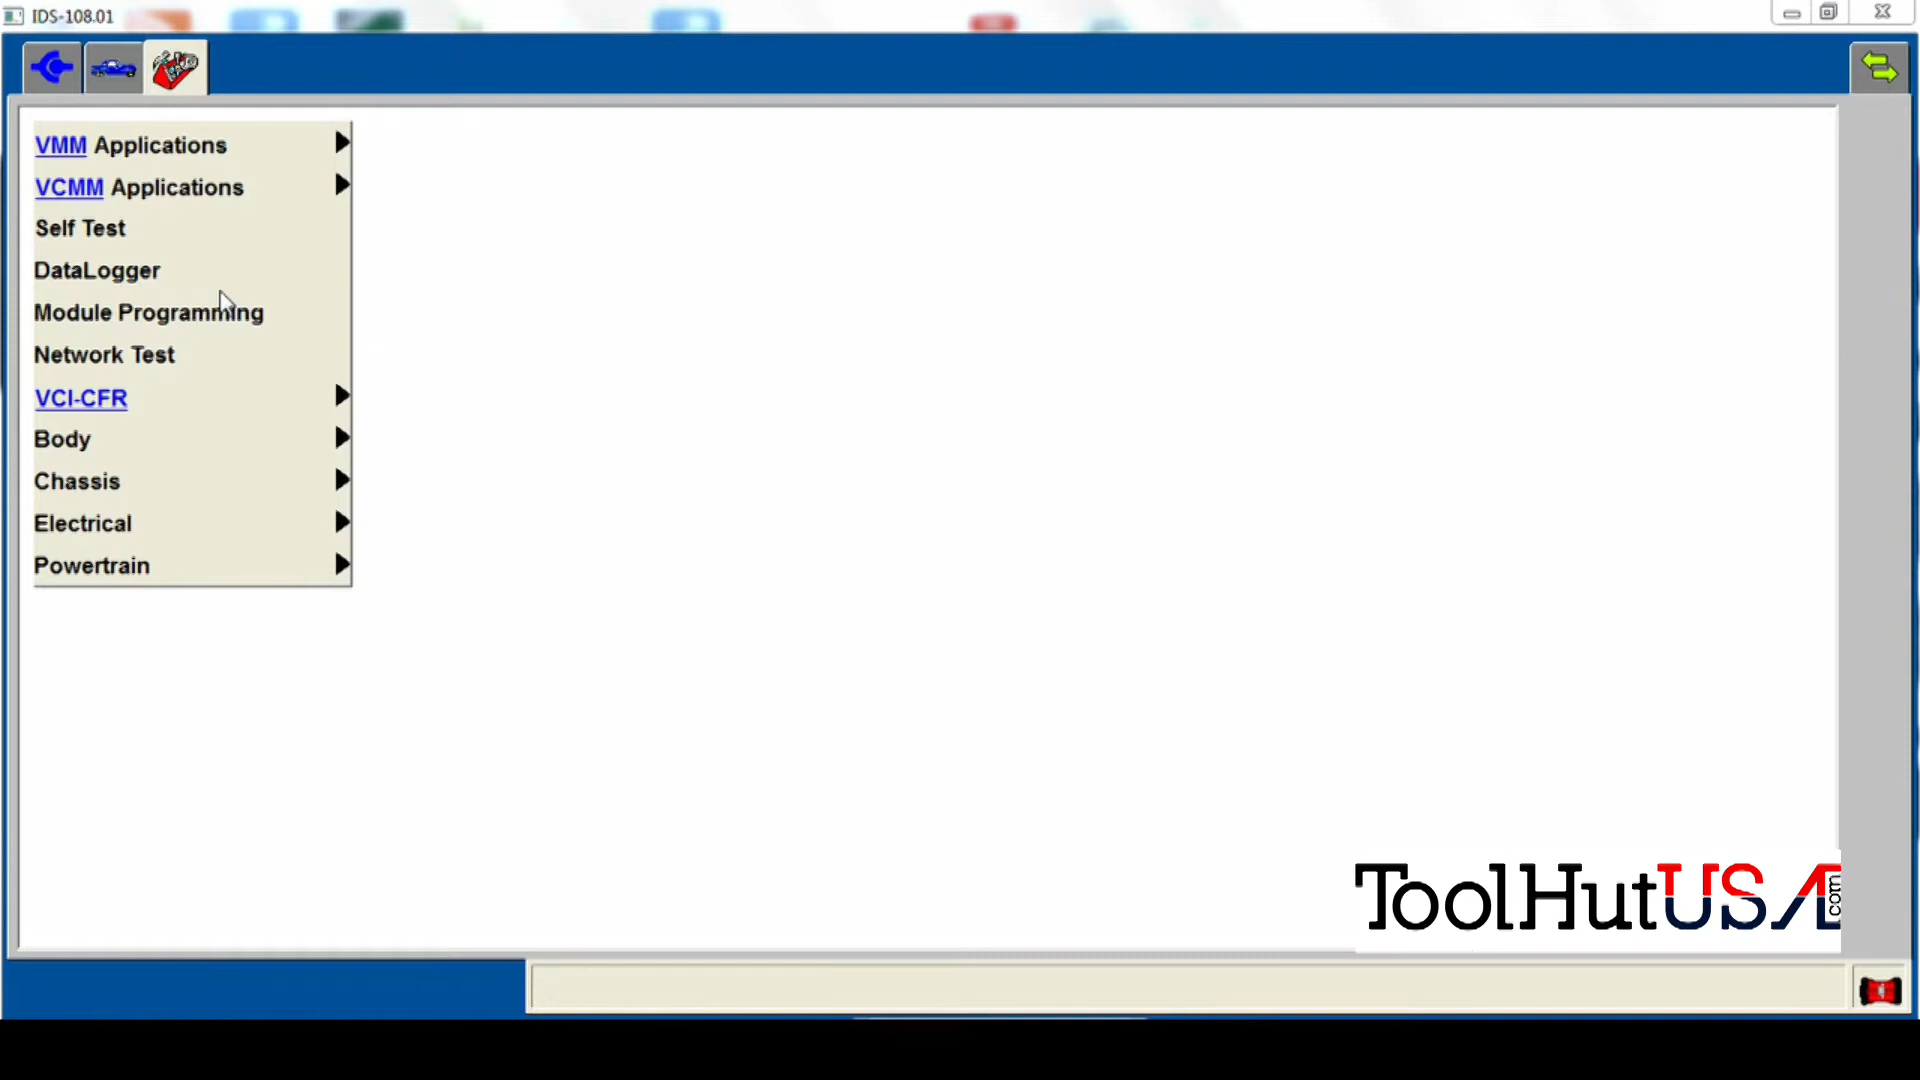 IDS-108.01
VMM Applications
VCMM Applications
Self Test
DataLogger
Module Programming
Network Test
VCI-CFR
Body
Chassis
Electrical
Powertrain
ToolHutUSA.com